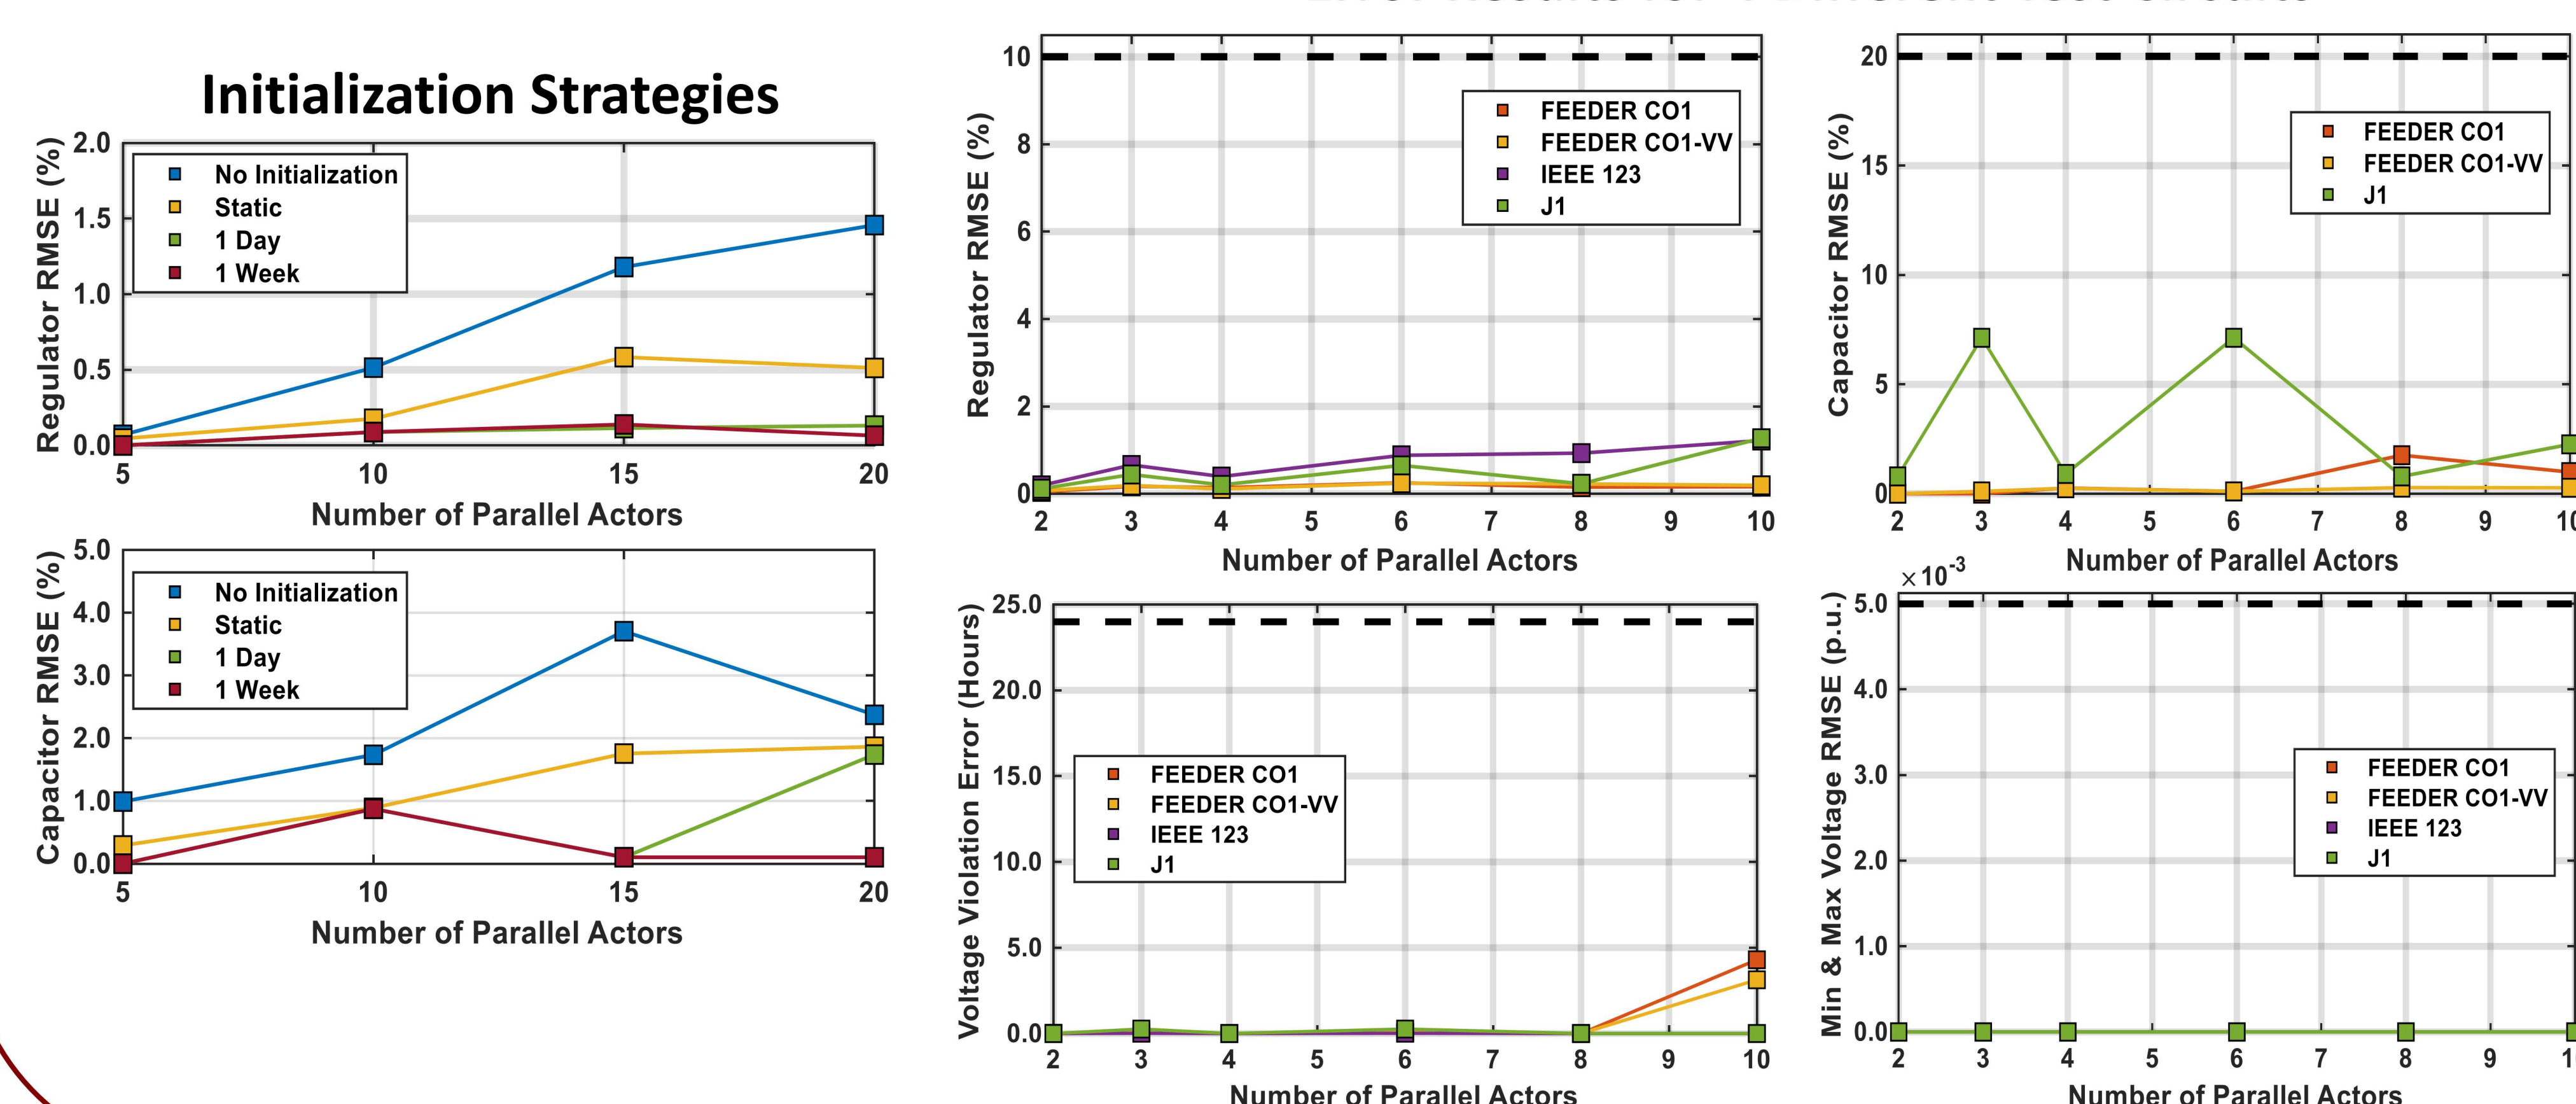 Initialization Strategies
Regulator RMSE (%)
2.0
1.5
1.0
0.5
0.0
No Initialization
Static
1 Day
1 Week
5 10 15 20
Number of Parallel Actors
Capacitor RMSE (%)
5.0
4.0
3.0
2.0
1.0
0.0
No Initialization
Static
1 Day
1 Week
5 10 15 20
Number of Parallel Actors
Regulator RMSE (%)
10
8
6
4
2
0
FEEDER CO1
FEEDER CO1-VV
IEEE 123
J1
2 3 4 5 6 7 8 9 10
Number of Parallel Actors
Capacitor RMSE (%)
20
15
10
5
0
FEEDER CO1
FEEDER CO1-VV
J1
2 3 4 5 6 7 8 9 10
Number of Parallel Actors
Voltage Violation Error (Hours)
25.0
20.0
15.0
10.0
5.0
0.0
FEEDER CO1
FEEDER CO1-VV
IEEE 123
J1
2 3 4 5 6 7 8 9 10
Number of Parallel Actors
Min & Max Voltage RMSE (p.u.)
×10-3
5.0
4.0
3.0
2.0
1.0
0.0
FEEDER CO1
FEEDER CO1-VV
IEEE 123
J1
2 3 4 5 6 7 8 9
Number of Parallel Actors